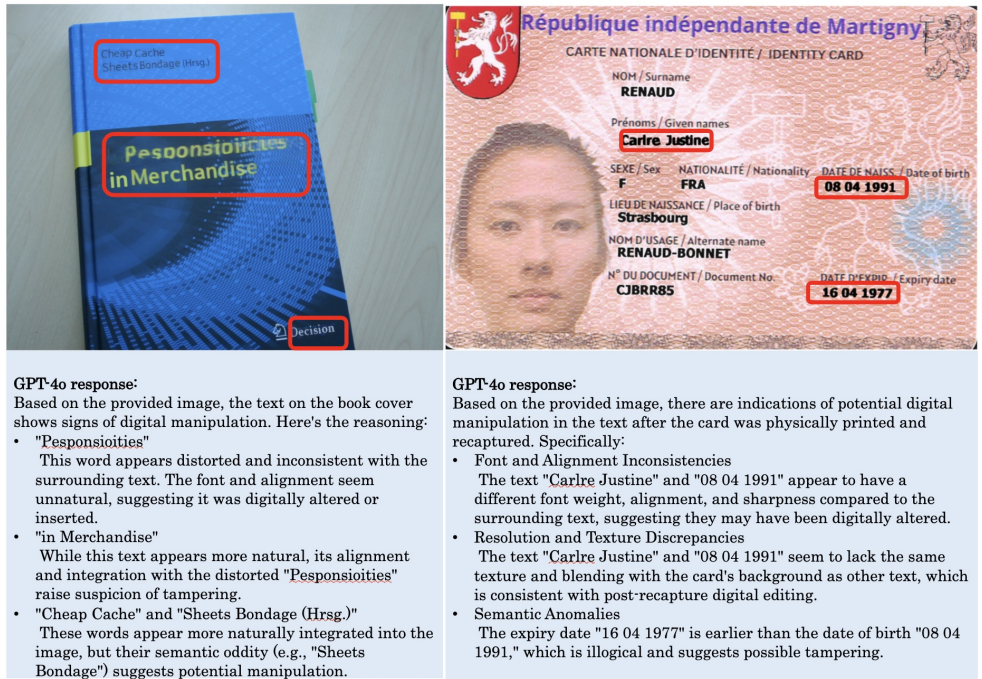 Cheap Cache
Sheets Bondage (Hrsg.)
in Merchandise
Decision
République indépendante de Martigny
CARTE NATIONALE D'IDENTITÉ / IDENTITY CARD
NOM / Surname
RENAUD
Prénoms / Given names
Carlre Justine
SEXE / Sex NATIONALITÉ / Nationality DATE DE NAISS. / Date of birth
F FRA 08 04 1991
LIEU DE NAISSANCE / Place of birth
Strasbourg
NOM D'USAGE / Alternate name
RENAUD-BONNET
N° DU DOCUMENT / Document No. DATE D'EXPIR / Expiry date
CJBRR85 16 04 1977
GPT-4o response:
Based on the provided image, the text on the book cover
shows signs of digital manipulation. Here's the reasoning:
• "Pesponsioities"
This word appears distorted and inconsistent with the
surrounding text. The font and alignment seem
unnatural, suggesting it was digitally altered or
inserted.
• "in Merchandise"
While this text appears more natural, its alignment
and integration with the distorted "Pesponsioities"
raise suspicion of tampering.
• "Cheap Cache" and "Sheets Bondage (Hrsg.)"
These words appear more naturally integrated into the
image, but their semantic oddity (e.g., "Sheets
Bondage") suggests potential manipulation.
GPT-4o response:
Based on the provided image, there are indications of potential digital
manipulation in the text after the card was physically printed and
recaptured. Specifically:
• Font and Alignment Inconsistencies
The text "Carlre Justine" and "08 04 1991" appear to have a
different font weight, alignment, and sharpness compared to the
surrounding text, suggesting they may have been digitally altered.
• Resolution and Texture Discrepancies
The text "Carlre Justine" and "08 04 1991" seem to lack the same
texture and blending with the card's background as other text, which
is consistent with post-recapture digital editing.
• Semantic Anomalies
The expiry date "16 04 1977" is earlier than the date of birth "08 04
1991," which is illogical and suggests possible tampering.